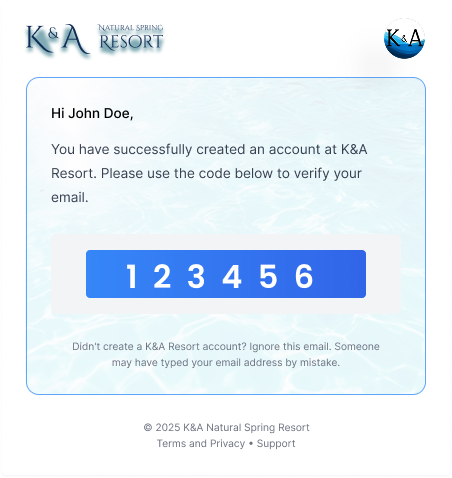 K&A NATURAL SPRING RESORT
K&A
Hi John Doe,
You have successfully created an account at K&A
Resort. Please use the code below to verify your
email.
1 2 3 4 5 6
Didn't create a K&A Resort account? Ignore this email. Someone
may have typed your email address by mistake.
© 2025 K&A Natural Spring Resort
Terms and Privacy • Support